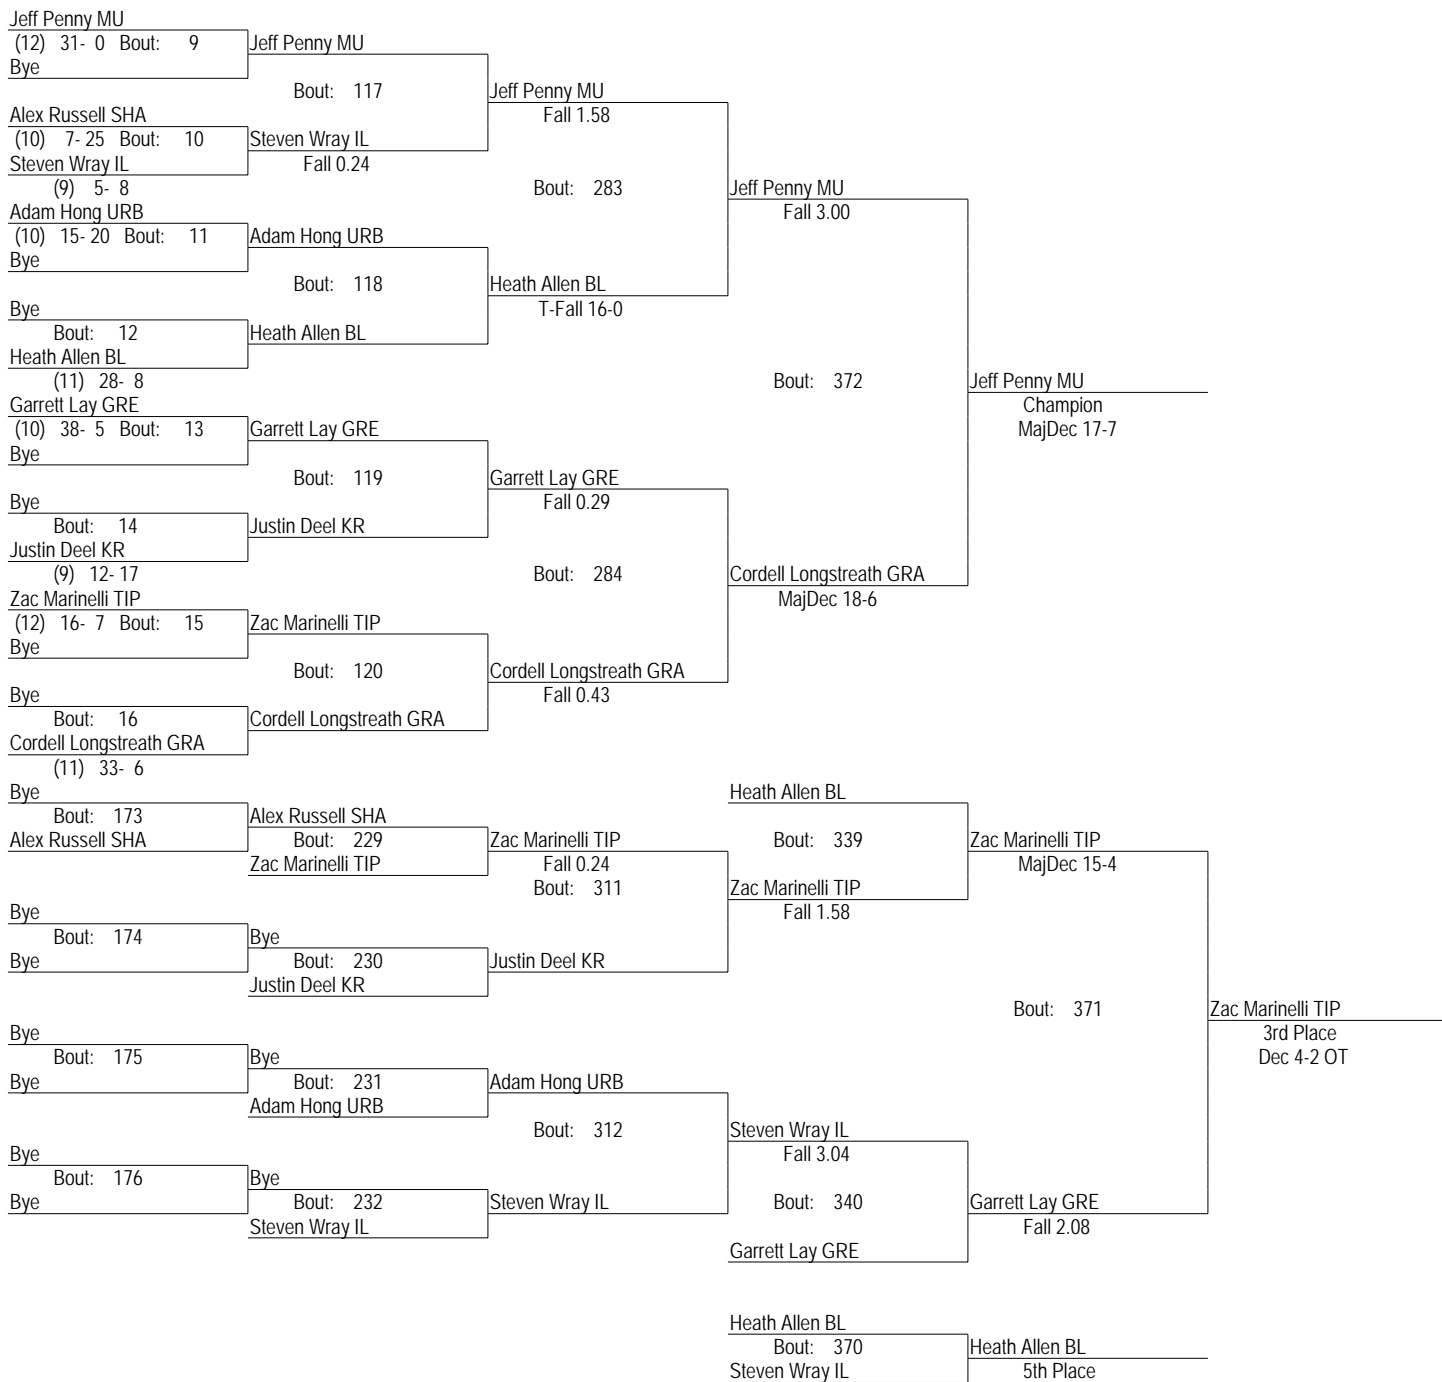 Jeff Penny MU
(12) 31- 0 Bout: 9
Bye
Jeff Penny MU
Bout: 117
Alex Russell SHA
(10) 7- 25 Bout: 10
Steven Wray IL
(9) 5- 8
Steven Wray IL
Fall 0.24
Jeff Penny MU
Fall 1.58
Bout: 283
Adam Hong URB
(10) 15- 20 Bout: 11
Bye
Adam Hong URB
Bout: 118
Bye
Bout: 12
Heath Allen BL
(11) 28- 8
Heath Allen BL
Heath Allen BL
T-Fall 16-0
Jeff Penny MU
Fall 3.00
Bout: 372
Jeff Penny MU
Champion
MajDec 17-7
Garrett Lay GRE
(10) 38- 5 Bout: 13
Bye
Garrett Lay GRE
Bout: 119
Bye
Bout: 14
Justin Deel KR
(9) 12- 17
Justin Deel KR
Garrett Lay GRE
Fall 0.29
Bout: 284
Zac Marinelli TIP
(12) 16- 7 Bout: 15
Bye
Zac Marinelli TIP
Bout: 120
Bye
Bout: 16
Cordell Longstreath GRA
(11) 33- 6
Cordell Longstreath GRA
Cordell Longstreath GRA
Fall 0.43
Cordell Longstreath GRA
MajDec 18-6
Bye
Bout: 173
Alex Russell SHA
Alex Russell SHA
Bout: 229
Zac Marinelli TIP
Zac Marinelli TIP
Fall 0.24
Bout: 311
Bye
Bout: 174
Bye
Bye
Bout: 230
Justin Deel KR
Justin Deel KR
Heath Allen BL
Bout: 339
Zac Marinelli TIP
Fall 1.58
Zac Marinelli TIP
MajDec 15-4
Bout: 371
Zac Marinelli TIP
3rd Place
Dec 4-2 OT
Bye
Bout: 175
Bye
Bye
Bout: 231
Adam Hong URB
Adam Hong URB
Bout: 312
Bye
Bout: 176
Bye
Bye
Bout: 232
Steven Wray IL
Steven Wray IL
Steven Wray IL
Fall 3.04
Bout: 340
Garrett Lay GRE
Garrett Lay GRE
Fall 2.08
Heath Allen BL
Bout: 370
Steven Wray IL
Heath Allen BL
5th Place